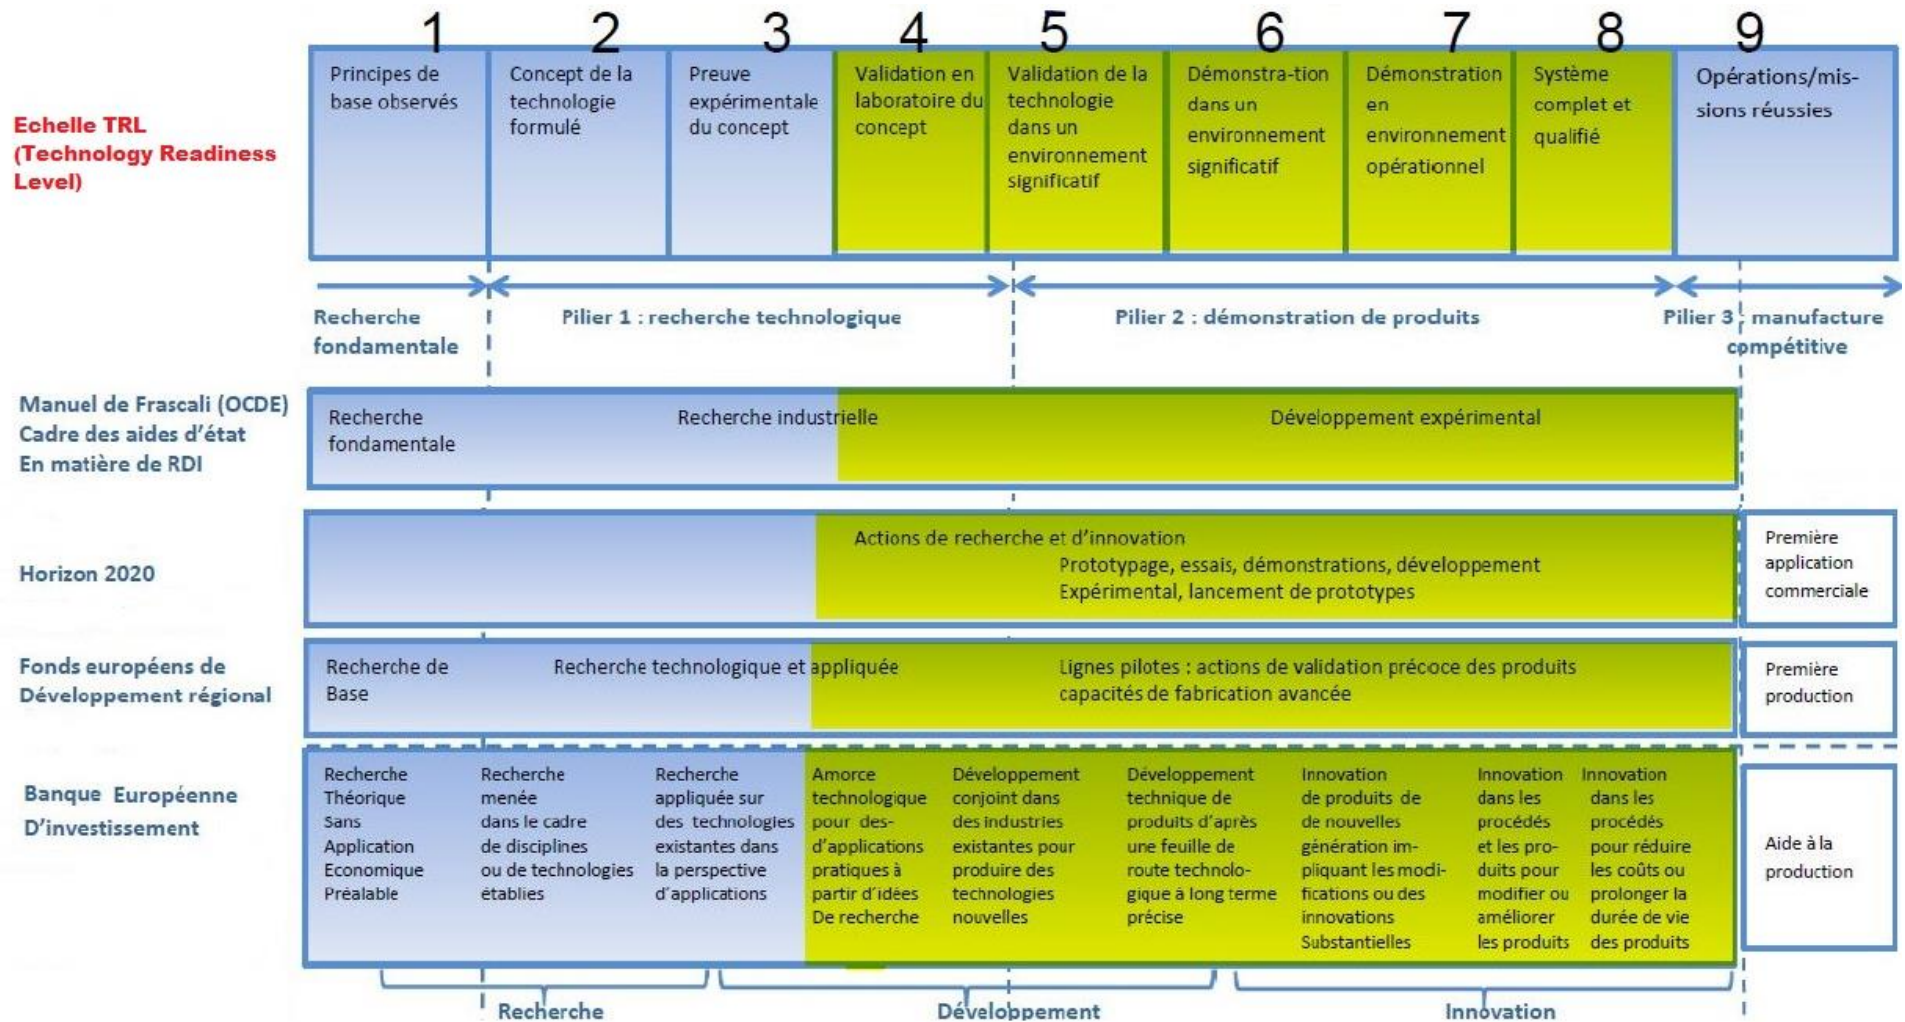 1
2
3
4
5
6
7
8
9
Echelle TRL
(Technology Readiness
Level)
Principes de
base observés
Concept de la
technologie
formulé
Preuve
expérimentale
du concept
Validation en
laboratoire du
concept
Validation de la
technologie
dans un
environnement
significatif
Démonstra-tion
dans un
environnement
significatif
Démonstration
en
environnement
opérationnel
Système
complet et
qualifié
Opérations/mis-
sions réussies
Recherche
fondamentale
Pilier 1 : recherche technologique
Pilier 2 : démonstration de produits
Pilier 3 : manufacture
compétitive
Manuel de Frascali (OCDE)
Cadre des aides d'état
En matière de RDI
Recherche
fondamentale
Recherche industrielle
Développement expérimental
Horizon 2020
Actions de recherche et d'innovation
Prototypage, essais, démonstrations, développement
Expérimental, lancement de prototypes
Première
application
commerciale
Fonds européens de
Développement régional
Recherche de
Base
Recherche technologique et appliquée
Lignes pilotes : actions de validation précoce des produits
capacités de fabrication avancée
Première
production
Banque Européenne
D'investissement
Recherche
Théorique
Sans
Application
Economique
Préalable
Recherche
menée
dans le cadre
de disciplines
ou de technologies
établies
Recherche
appliquée sur
des technologies
existantes dans
la perspective
d'applications
Amorce
technologique
pour des-
d'applications
pratiques à
partir d'idées
De recherche
Développement
conjoint dans
des industries
existantes pour
produire des
technologies
nouvelles
Développement
technique de
produits d'après
une feuille de
route technolo-
gique à long terme
précise
Innovation
de produits de
de nouvelles
génération im-
pliquant les modi-
fications ou des
innovations
Substantielles
Innovation
dans les
procédés
et les pro-
duits pour
modifier ou
améliorer
les produits
Innovation
dans les
procédés
pour réduire
les coûts ou
prolonger la
durée de vie
des produits
Aide à la
production
Recherche
Développement
Innovation